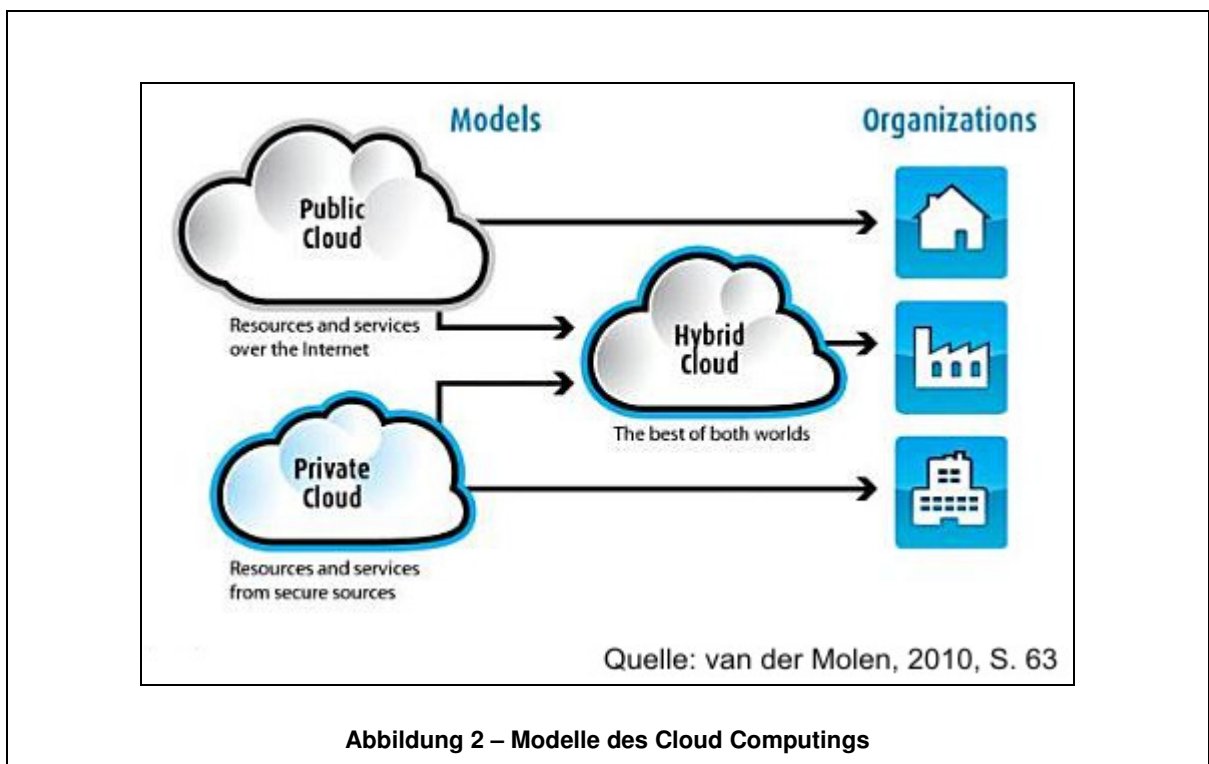 Models
Organizations
Public
Cloud
Resources and services
over the Internet
Hybrid
Cloud
The best of both worlds
Private
Cloud
Resources and services
from secure sources
Quelle: van der Molen, 2010, S. 63
Abbildung 2 – Modelle des Cloud Computings